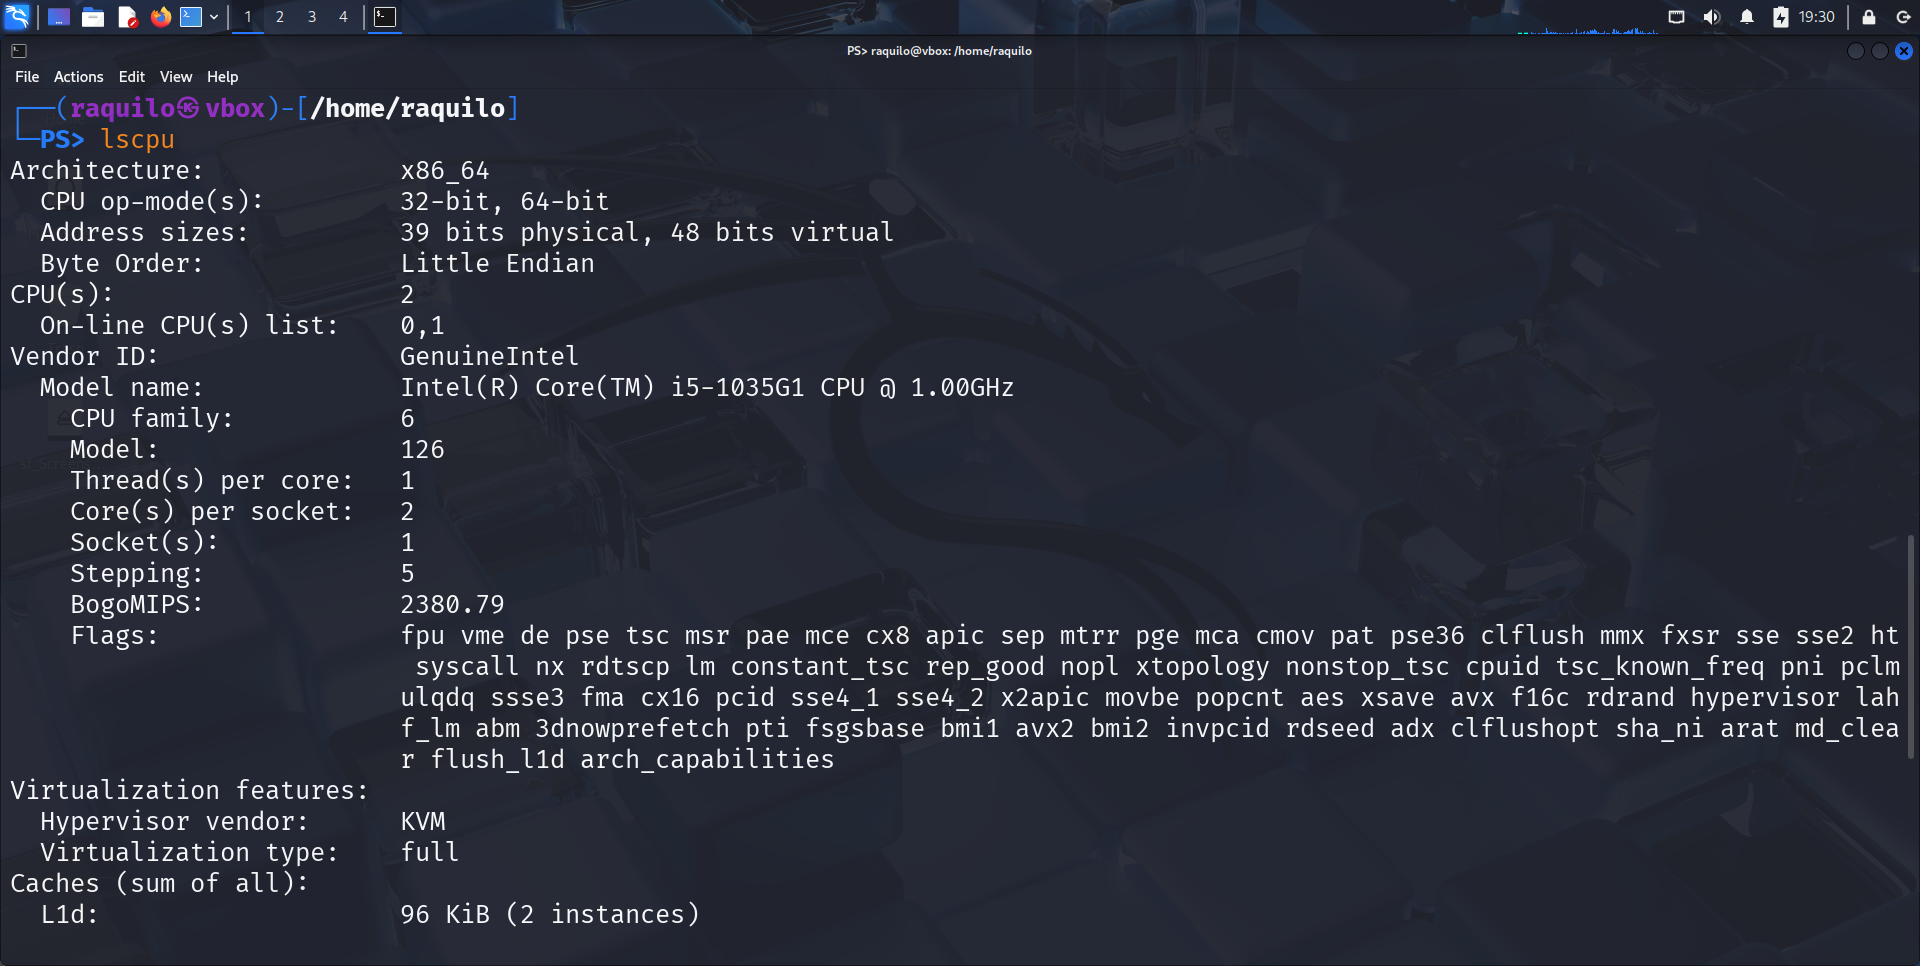 1 2 3 4
19:30
PS> raquilo@vbox: /home/raquilo
File Actions Edit View Help
┌──(raquilo㉿vbox)-[/home/raquilo]
└─PS> lscpu
Architecture: x86_64
CPU op-mode(s): 32-bit, 64-bit
Address sizes: 39 bits physical, 48 bits virtual
Byte Order: Little Endian
CPU(s): 2
On-line CPU(s) list: 0,1
Vendor ID: GenuineIntel
Model name: Intel(R) Core(TM) i5-1035G1 CPU @ 1.00GHz
CPU family: 6
Model: 126
Thread(s) per core: 1
Core(s) per socket: 2
Socket(s): 1
Stepping: 5
BogoMIPS: 2380.79
Flags: fpu vme de pse tsc msr pae mce cx8 apic sep mtrr pge mca cmov pat pse36 clflush mmx fxsr sse sse2 ht
syscall nx rdtscp lm constant_tsc rep_good nopl xtopology nonstop_tsc cpuid tsc_known_freq pni pclm
ulqdq ssse3 fma cx16 pcid sse4_1 sse4_2 x2apic movbe popcnt aes xsave avx f16c rdrand hypervisor lah
f_lm abm 3dnowprefetch pti fsgsbase bmi1 avx2 bmi2 invpcid rdseed adx clflushopt sha_ni arat md_clea
r flush_l1d arch_capabilities
Virtualization features:
Hypervisor vendor: KVM
Virtualization type: full
Caches (sum of all):
L1d: 96 KiB (2 instances)